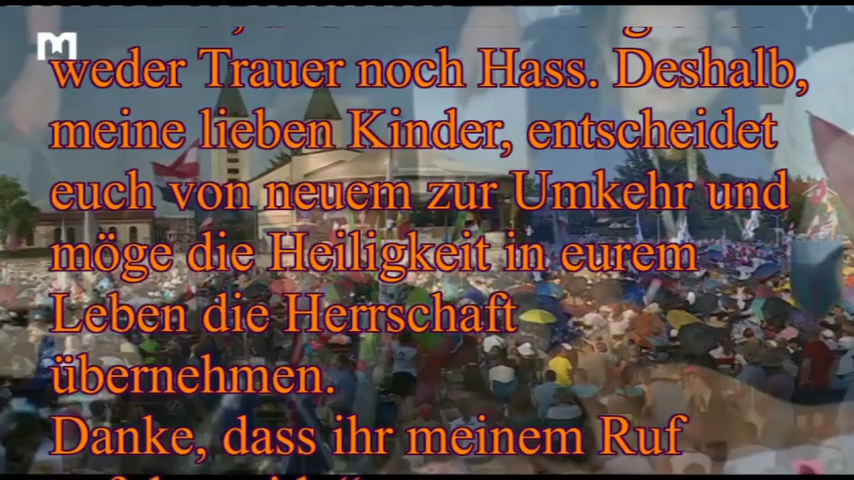 M
weder Trauer noch Hass. Deshalb,
meine lieben Kinder, entscheidet
euch von neuem zur Umkehr und
möge die Heiligkeit in eurem
Leben die Herrschaft
übernehmen.
Danke, dass ihr meinem Ruf